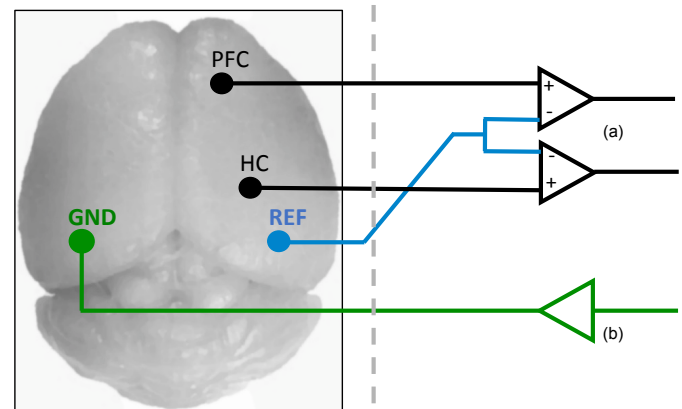 PFC
+
-
(a)
HC
-
+
GND
REF
(b)